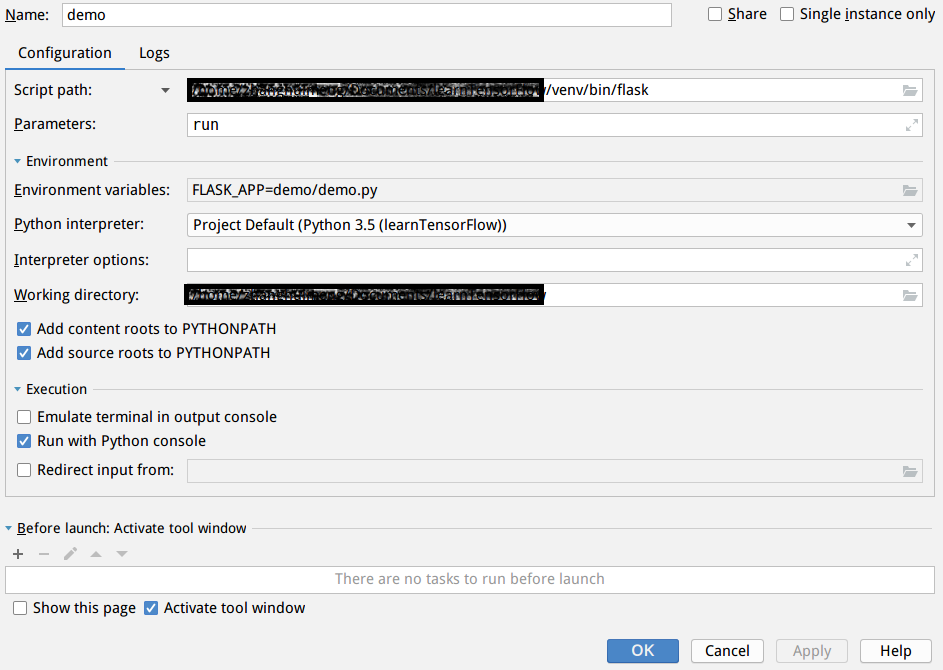 Name: demo Share Single instance only
Configuration Logs
Script path: /venv/bin/flask
Parameters: run
Environment
Environment variables: FLASK_APP=demo/demo.py
Python interpreter: Project Default (Python 3.5 (learnTensorFlow))
Interpreter options:
Working directory:
Add content roots to PYTHONPATH
Add source roots to PYTHONPATH
Execution
Emulate terminal in output console
Run with Python console
Redirect input from:
Before launch: Activate tool window
There are no tasks to run before launch
Show this page Activate tool window
OK Cancel Apply Help